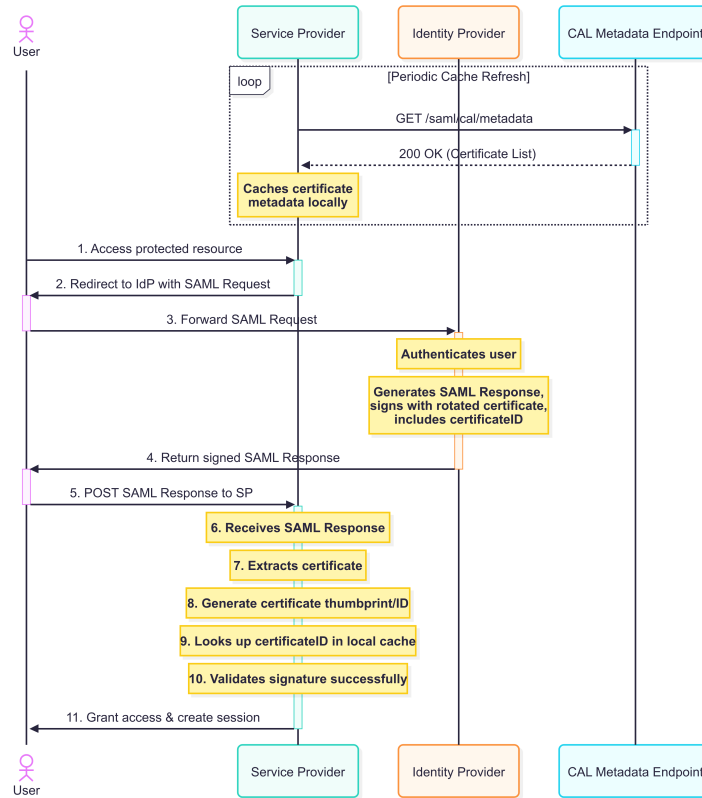 Service Provider
Identity Provider
CAL Metadata Endpoint
User
loop
[Periodic Cache Refresh]
GET /saml/cal/metadata
200 OK (Certificate List)
Caches certificate
metadata locally
1. Access protected resource
2. Redirect to IdP with SAML Request
3. Forward SAML Request
Authenticates user
Generates SAML Response,
signs with rotated certificate,
includes certificateID
4. Return signed SAML Response
5. POST SAML Response to SP
6. Receives SAML Response
7. Extracts certificate
8. Generate certificate thumbprint/ID
9. Looks up certificateID in local cache
10. Validates signature successfully
11. Grant access & create session
Service Provider
Identity Provider
CAL Metadata Endpoint
User